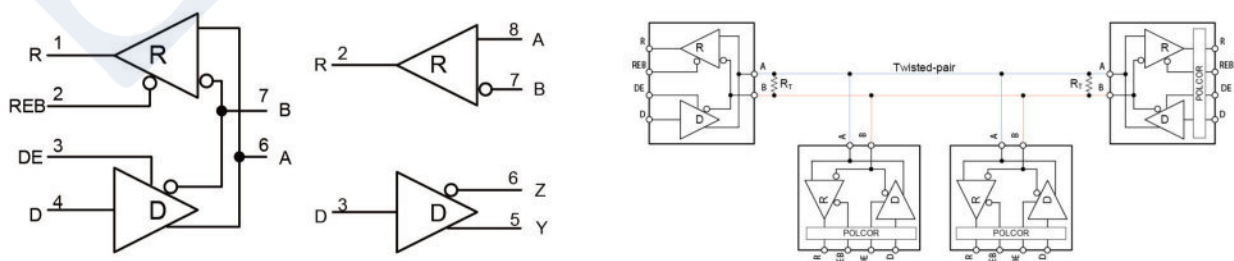 R 1
R
REB 2
7 B
6 A
DE 3
D 4
D
R 2
R
8 A
7 B
D 3
D
6 Z
5 Y
R
REB
DE
D
R
D
A
B
Twisted-pair
RT
RT
A
B
R
D
POLCOR
R
REB
DE
D
A
B
R
D
POLCOR
R
D
A
B
R
D
POLCOR
R
D